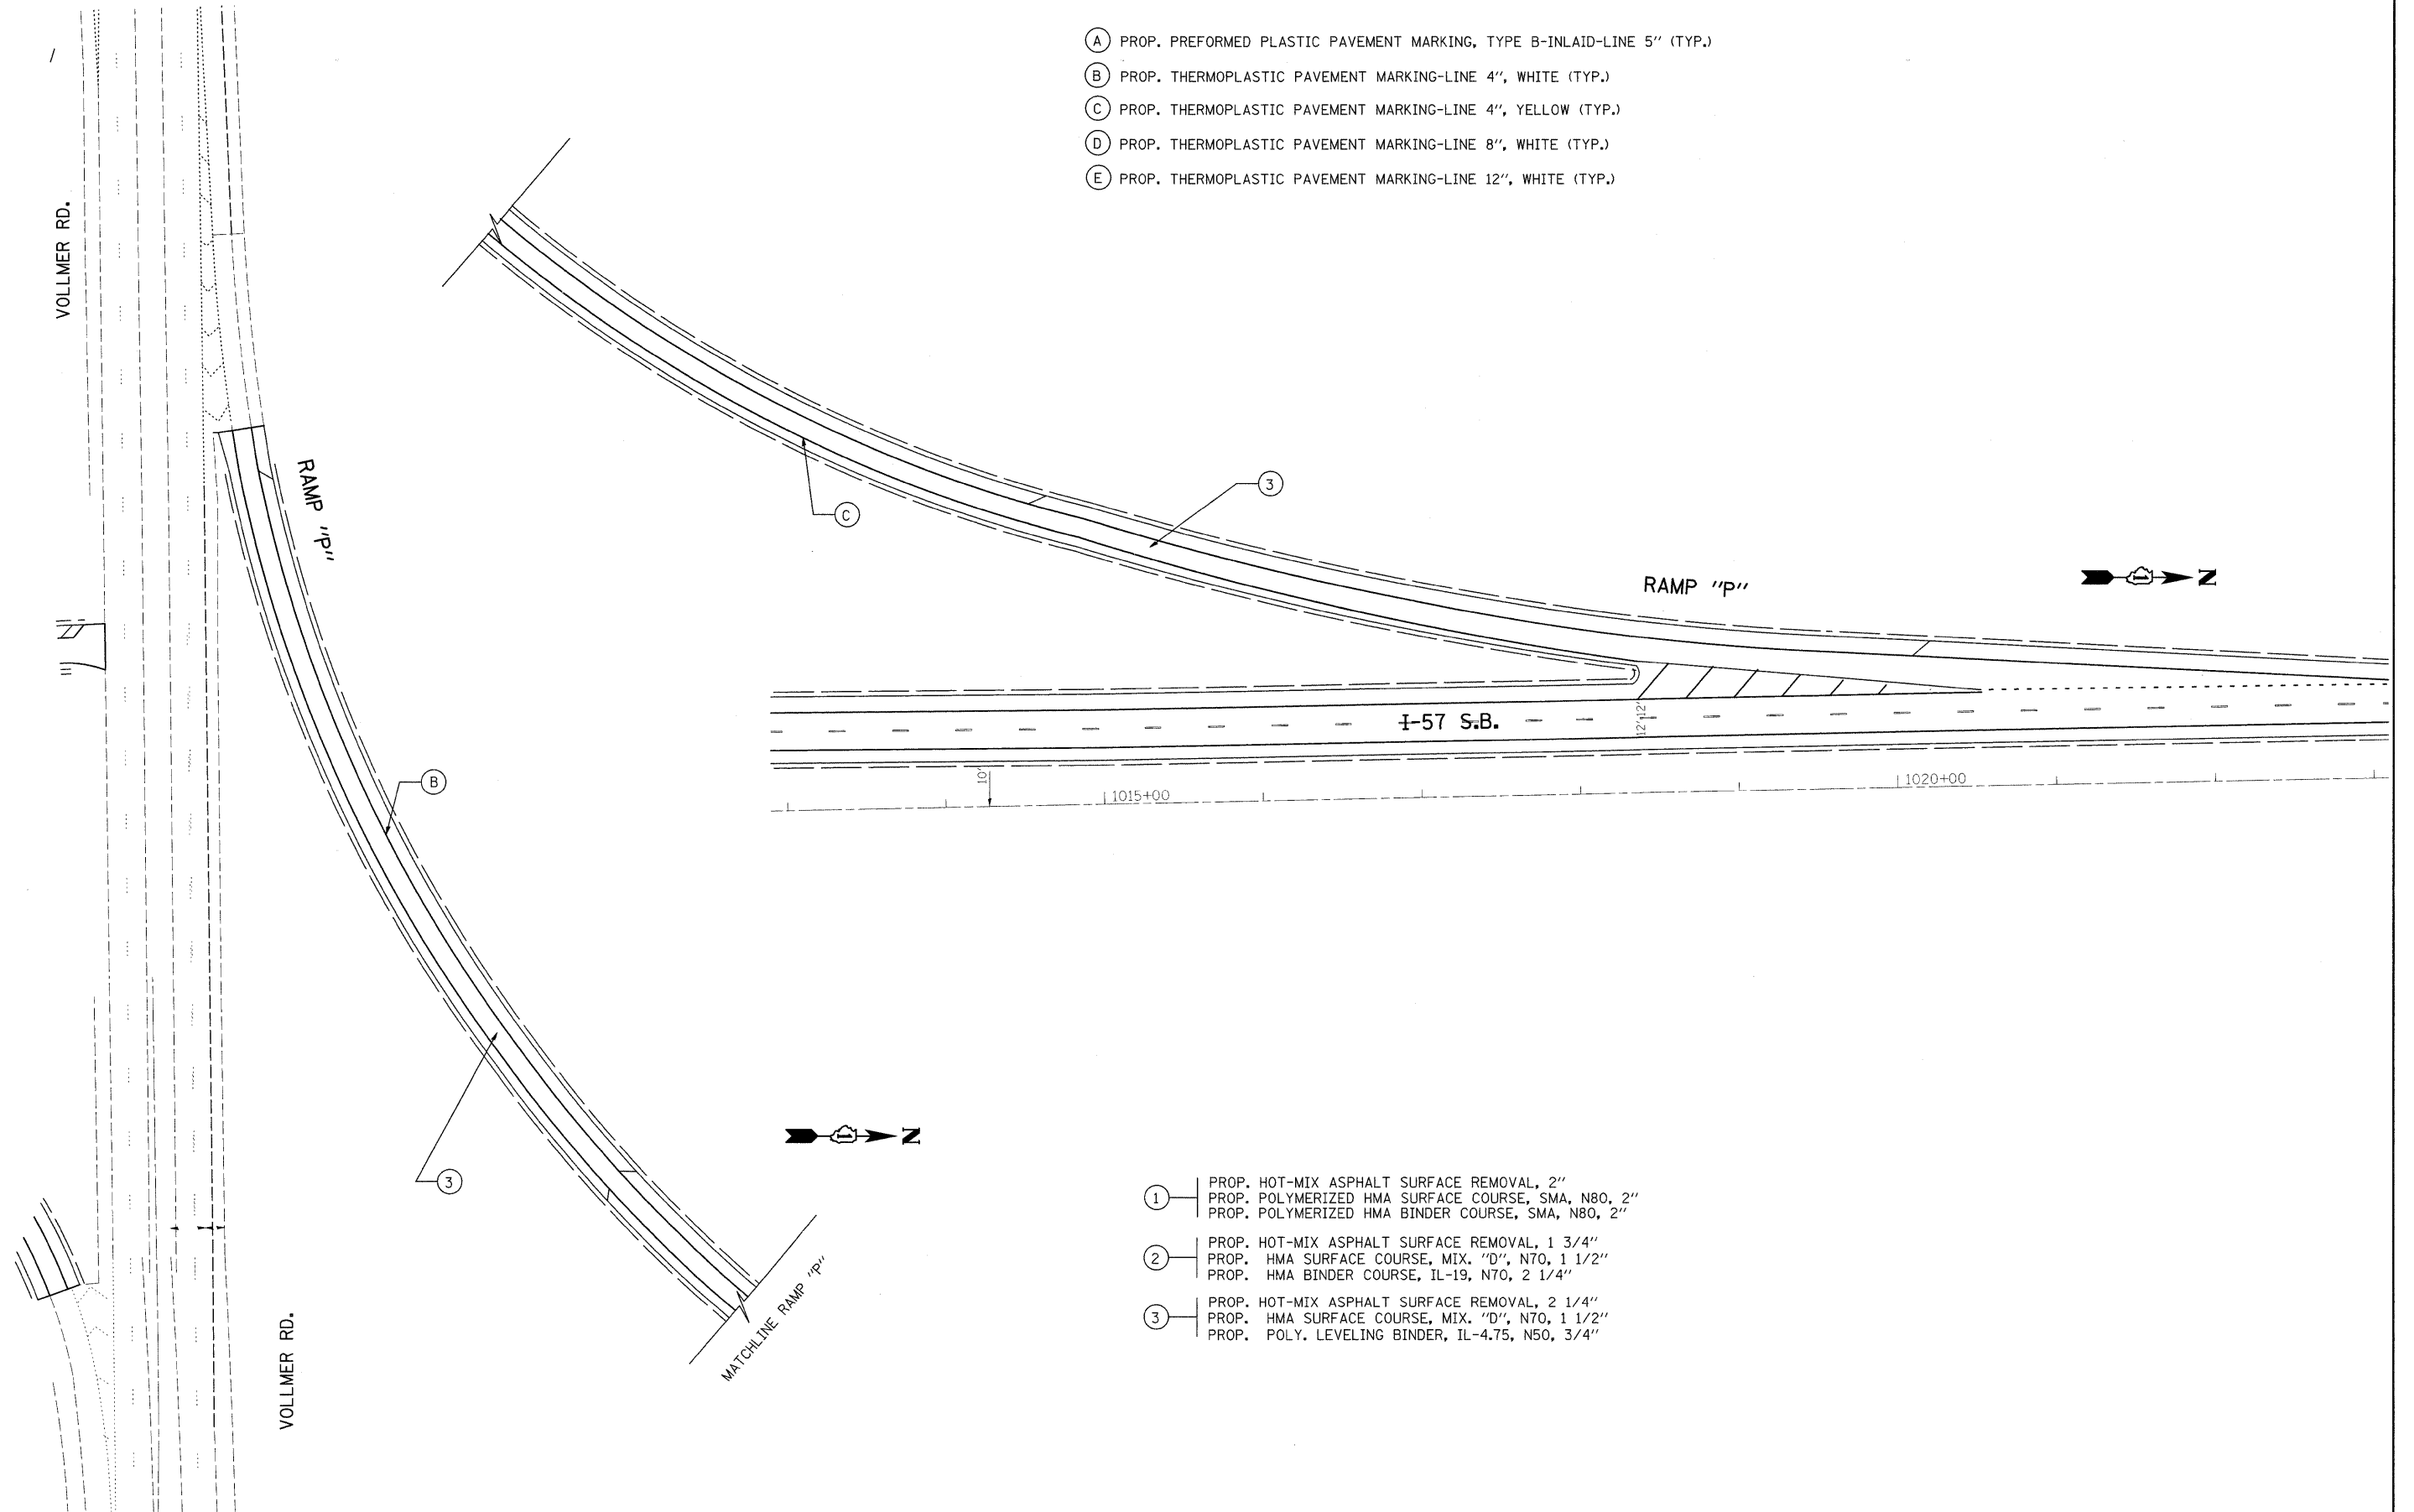 A PROP. PREFORMED PLASTIC PAVEMENT MARKING, TYPE B-INLAID-LINE 5" (TYP.)
B PROP. THERMOPLASTIC PAVEMENT MARKING-LINE 4", WHITE (TYP.)
C PROP. THERMOPLASTIC PAVEMENT MARKING-LINE 4", YELLOW (TYP.)
D PROP. THERMOPLASTIC PAVEMENT MARKING-LINE 8", WHITE (TYP.)
E PROP. THERMOPLASTIC PAVEMENT MARKING-LINE 12", WHITE (TYP.)
VOLLMER RD.
RAMP "P"
3
C
RAMP "P"
N
I-57 S.B.
12' 12'
10'
1015+00
1020+00
B
3
N
MATCHLINE RAMP "P"
VOLLMER RD.
1
PROP. HOT-MIX ASPHALT SURFACE REMOVAL, 2"
PROP. POLYMERIZED HMA SURFACE COURSE, SMA, N80, 2"
PROP. POLYMERIZED HMA BINDER COURSE, SMA, N80, 2"
2
PROP. HOT-MIX ASPHALT SURFACE REMOVAL, 1 3/4"
PROP. HMA SURFACE COURSE, MIX. "D", N70, 1 1/2"
PROP. HMA BINDER COURSE, IL-19, N70, 2 1/4"
3
PROP. HOT-MIX ASPHALT SURFACE REMOVAL, 2 1/4"
PROP. HMA SURFACE COURSE, MIX. "D", N70, 1 1/2"
PROP. POLY. LEVELING BINDER, IL-4.75, N50, 3/4"